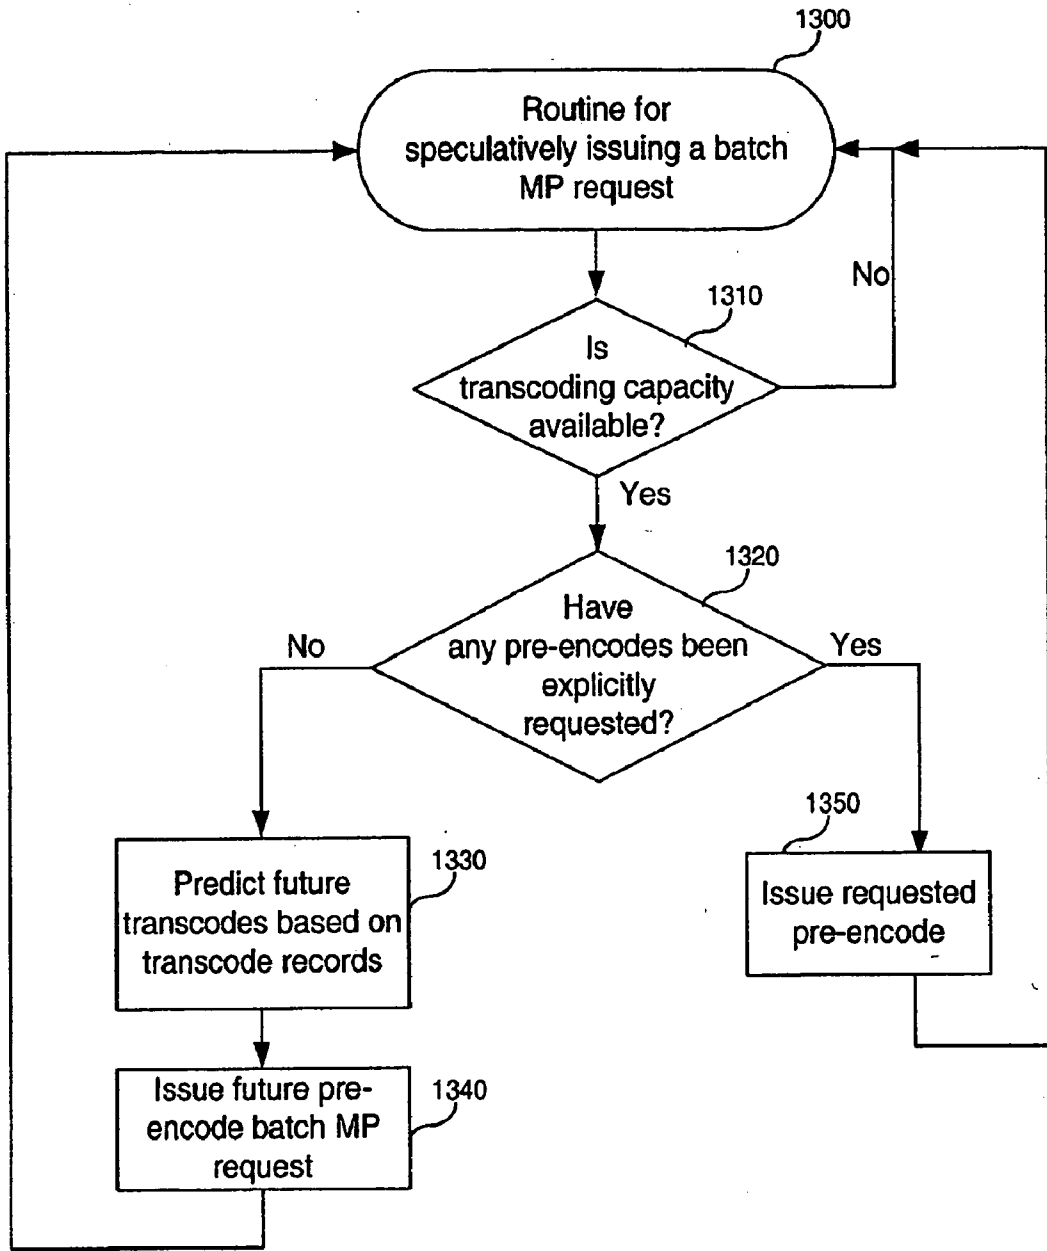 1300
Routine for
speculatively issuing a batch
MP request
No
1310
Is
transcoding capacity
available?
Yes
1320
Have
any pre-encodes been
explicitly
requested?
No
Yes
1330
Predict future
transcodes based on
transcode records
1350
Issue requested
pre-encode
1340
Issue future pre-
encode batch MP
request